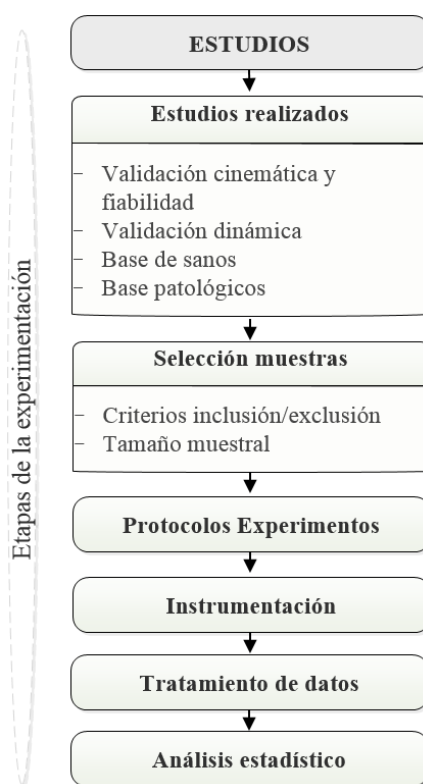 ESTUDIOS
Estudios realizados
- Validación cinemática y
fiabilidad
- Validación dinámica
- Base de sanos
- Base patológicos
Selección muestras
- Criterios inclusión/exclusión
- Tamaño muestral
Protocolos Experimentos
Instrumentación
Tratamiento de datos
Análisis estadístico
Etapas de la experimentación